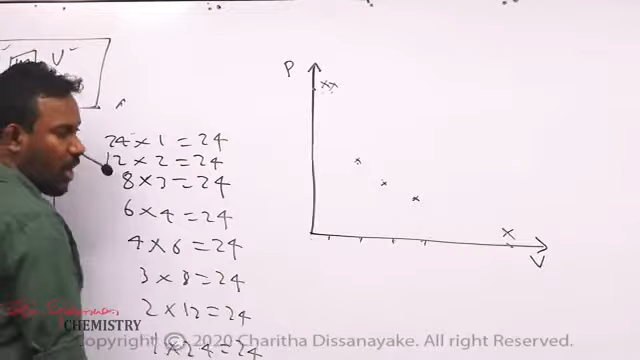 P
V
24 × 1 = 24
12 × 2 = 24
8 × 3 = 24
6 × 4 = 24
4 × 6 = 24
3 × 8 = 24
2 × 12 = 24
1 × 24 = 24
V
CHEMISTRY
Copyright © 2020 Charitha Dissanayake. All right Reserved.